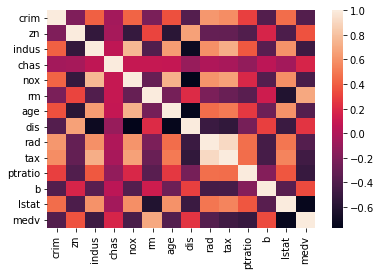 crim
zn
indus
chas
nox
rm
age
dis
rad
tax
ptratio
b
lstat
medv
crim zn indus chas nox rm age dis rad tax ptratio b lstat medv
1.0
0.8
0.6
0.4
0.2
0.0
−0.2
−0.4
−0.6